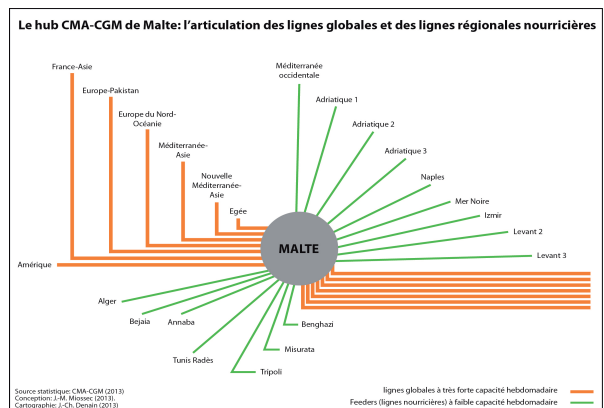 Le hub CMA-CGM de Malte: l’articulation des lignes globales et des lignes régionales nourricières
France-Asie
Europe-Pakistan
Europe du Nord-
Océanie
Méditerranée-
Asie
Nouvelle
Méditerranée-
Asie
Egée
Amérique
Méditerranée
occidentale
Adriatique 1
Adriatique 2
Adriatique 3
Naples
Mer Noire
Izmir
Levant 2
Levant 3
MALTE
Alger
Bejaia
Annaba
Tunis Radès
Tripoli
Misurata
Benghazi
Source statistique: CMA-CGM (2013)
Conception: J.-M. Miossec (2013).
Cartographie: J.-Ch. Denain (2013)
lignes globales à très forte capacité hebdomadaire
Feeders (lignes nourricières) à faible capacité hebdomadaire